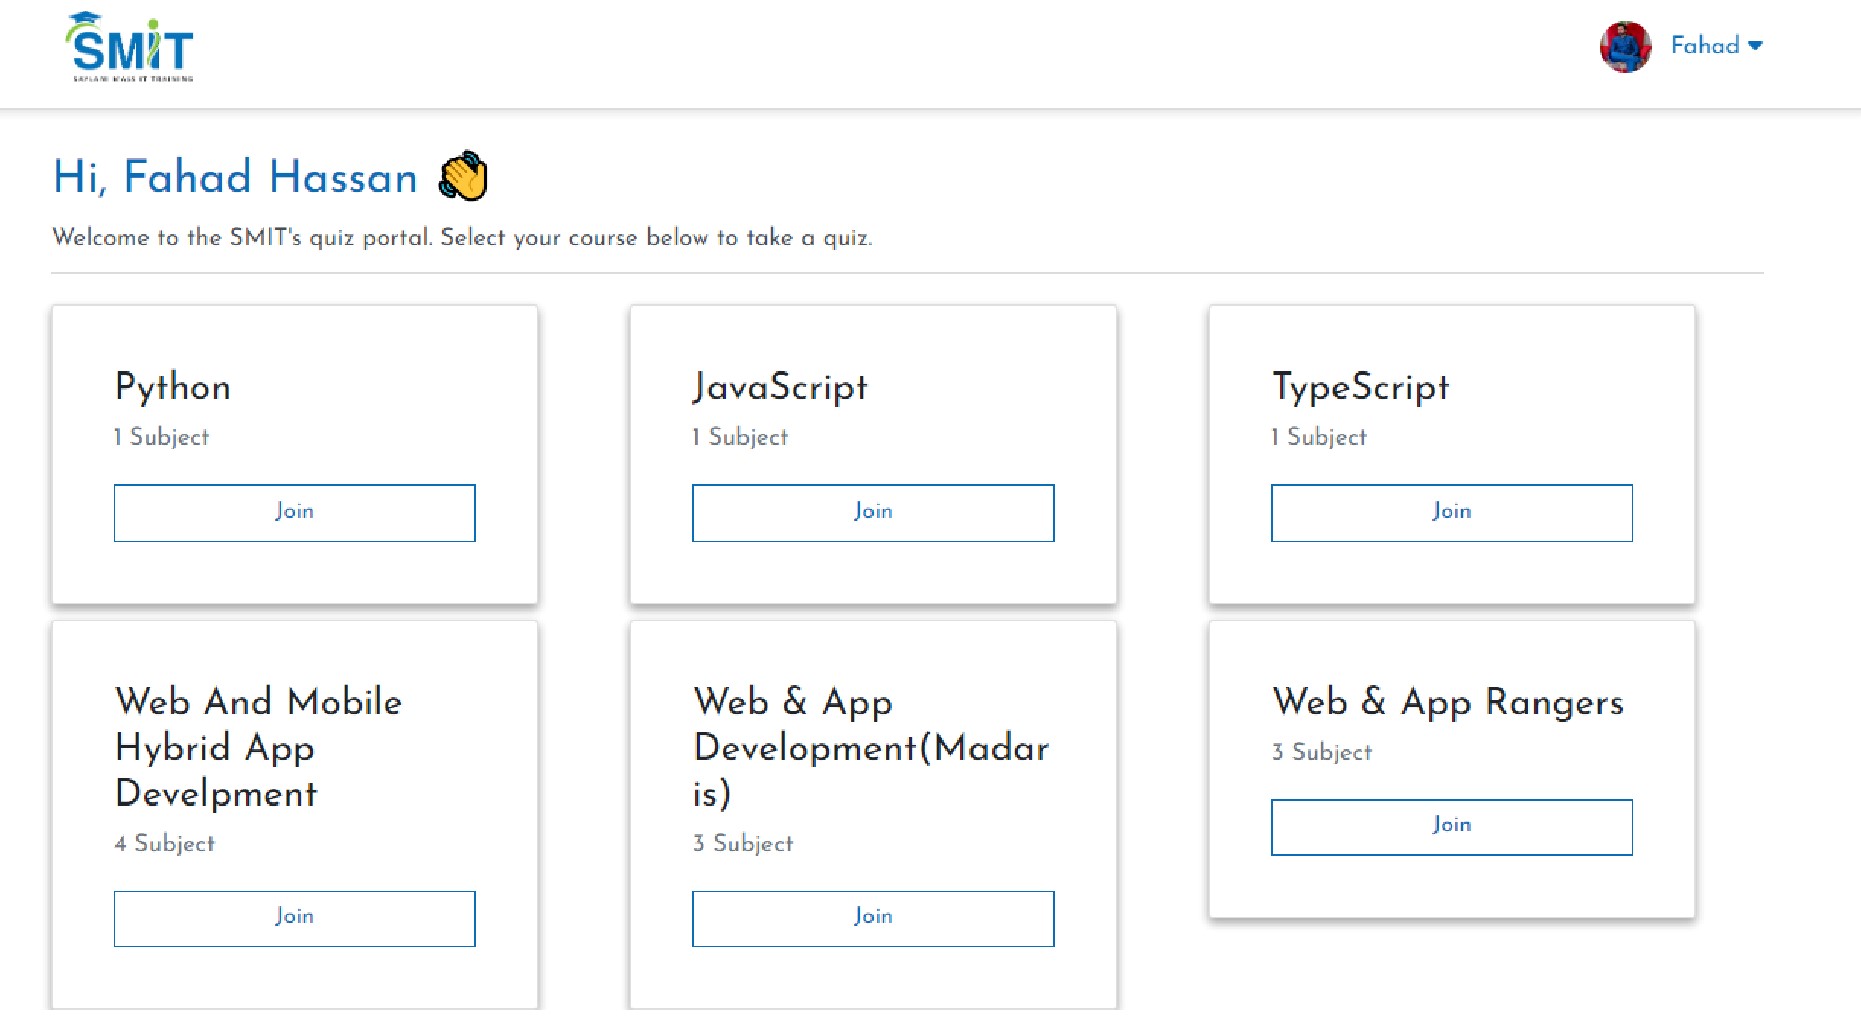 SMIT
SAYLANI MASS IT TRAINING
Fahad
Hi, Fahad Hassan
Welcome to the SMIT's quiz portal. Select your course below to take a quiz.
Python
1 Subject
Join
JavaScript
1 Subject
Join
TypeScript
1 Subject
Join
Web And Mobile
Hybrid App
Develpment
4 Subject
Join
Web & App
Development(Madar
is)
3 Subject
Join
Web & App Rangers
3 Subject
Join